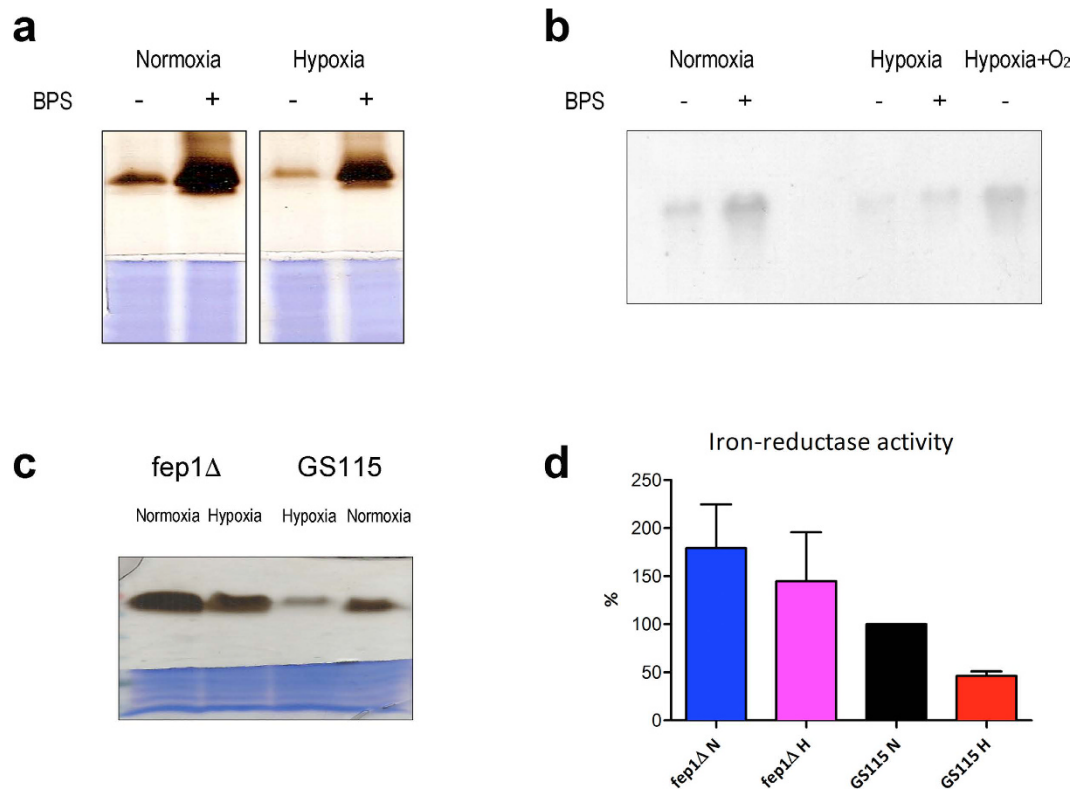 a
Normoxia Hypoxia
BPS - + - +
b
Normoxia Hypoxia Hypoxia+O₂
BPS - + - + -
c
fep1Δ GS115
Normoxia Hypoxia Hypoxia Normoxia
d
Iron-reductase activity
%
250
200
150
100
50
0
fep1Δ N
fep1Δ H
GS115 N
GS115 H